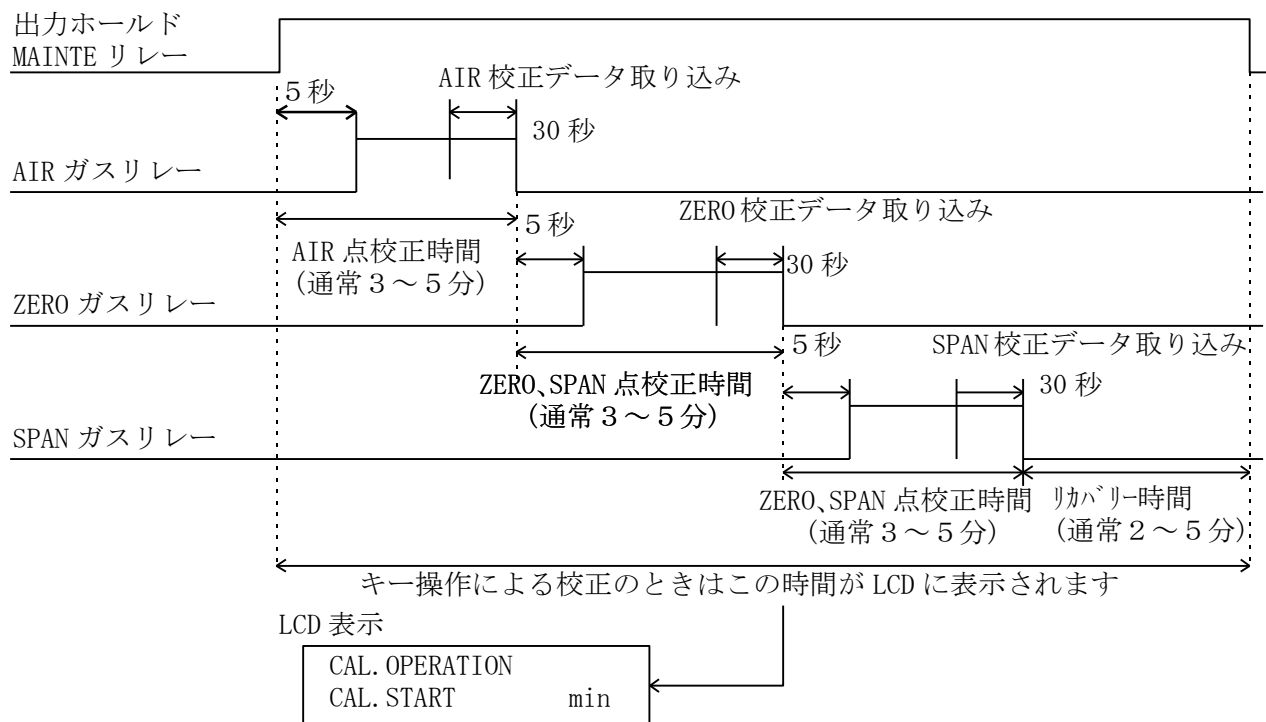 出力ホールド
MAINTE リレー
5秒
AIR 校正データ取り込み
30 秒
AIR ガスリレー
AIR 点校正時間
(通常3～5分)
5秒
ZERO 校正データ取り込み
30 秒
ZERO ガスリレー
ZERO､SPAN 点校正時間
(通常3～5分)
5秒
SPAN 校正データ取り込み
30 秒
SPAN ガスリレー
ZERO､SPAN 点校正時間
(通常3～5分)
ﾘｶﾊﾞﾘｰ時間
(通常2～5分)
キー操作による校正のときはこの時間が LCD に表示されます
LCD 表示
CAL.OPERATION
CAL.START min